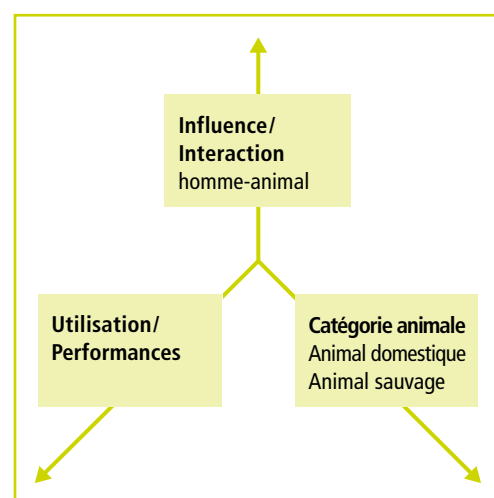 Influence/
Interaction
homme-animal
Utilisation/
Performances
Catégorie animale
Animal domestique
Animal sauvage